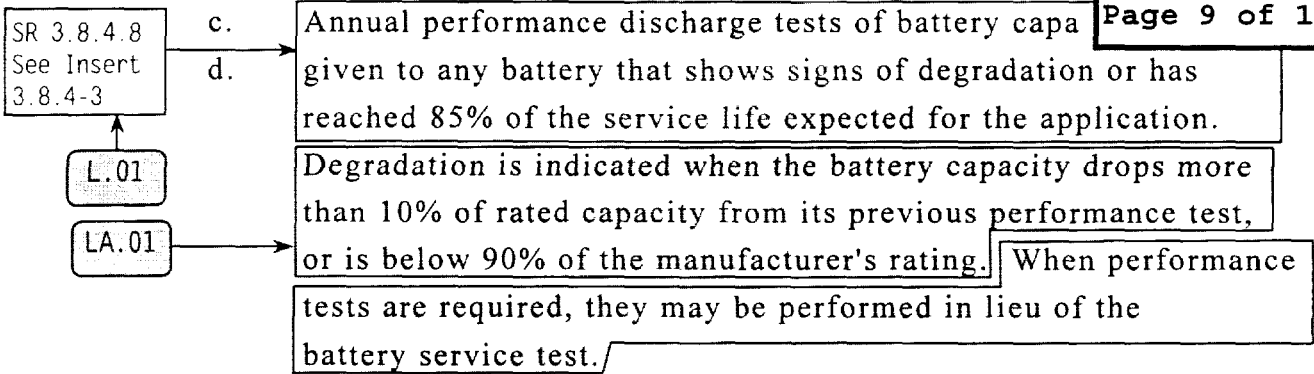 SR 3.8.4.8
See Insert
3.8.4-3
L.01
LA.01
c.
d.
Page 9 of 1
Annual performance discharge tests of battery capa
given to any battery that shows signs of degradation or has
reached 85% of the service life expected for the application.
Degradation is indicated when the battery capacity drops more
than 10% of rated capacity from its previous performance test,
or is below 90% of the manufacturer's rating. When performance
tests are required, they may be performed in lieu of the
battery service test.